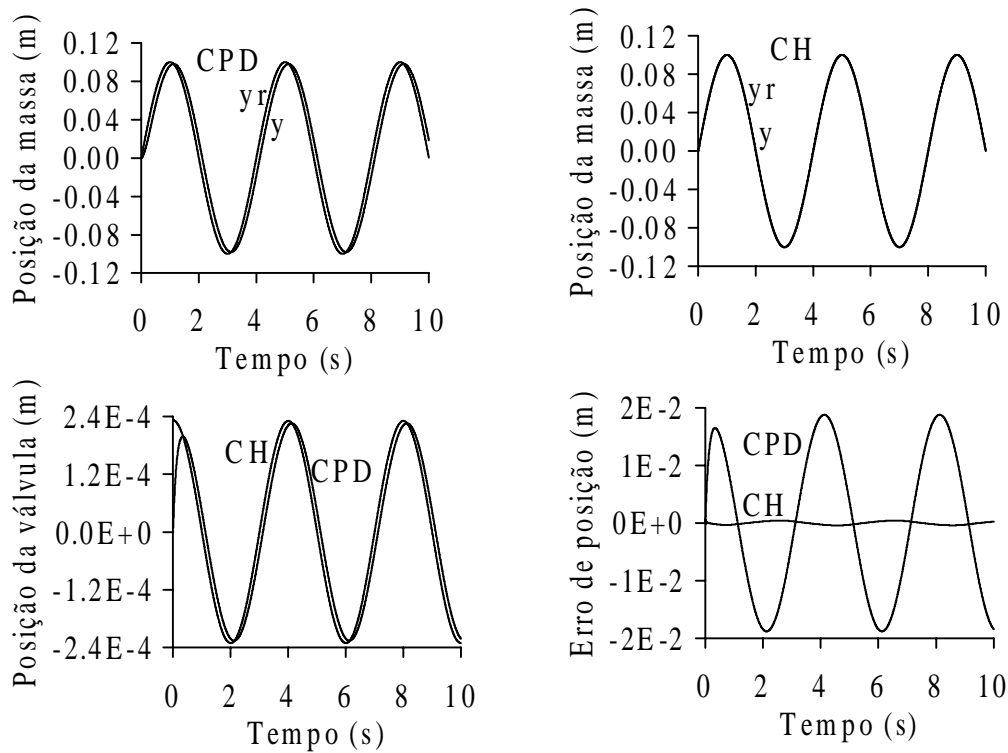 Posição da massa (m)
0.12
0.08
0.04
0.00
-0.04
-0.08
-0.12
CPD
yr
y
0 2 4 6 8 10
Tempo (s)
Posição da massa (m)
0.12
0.08
0.04
0.00
-0.04
-0.08
-0.12
CH
yr
y
0 2 4 6 8 10
Tempo (s)
Posição da válvula (m)
2.4E-4
1.2E-4
0.0E+0
-1.2E-4
-2.4E-4
CH
CPD
0 2 4 6 8 10
Tempo (s)
Erro de posição (m)
2E-2
1E-2
0E+0
-1E-2
-2E-2
CPD
CH
0 2 4 6 8 10
Tempo (s)